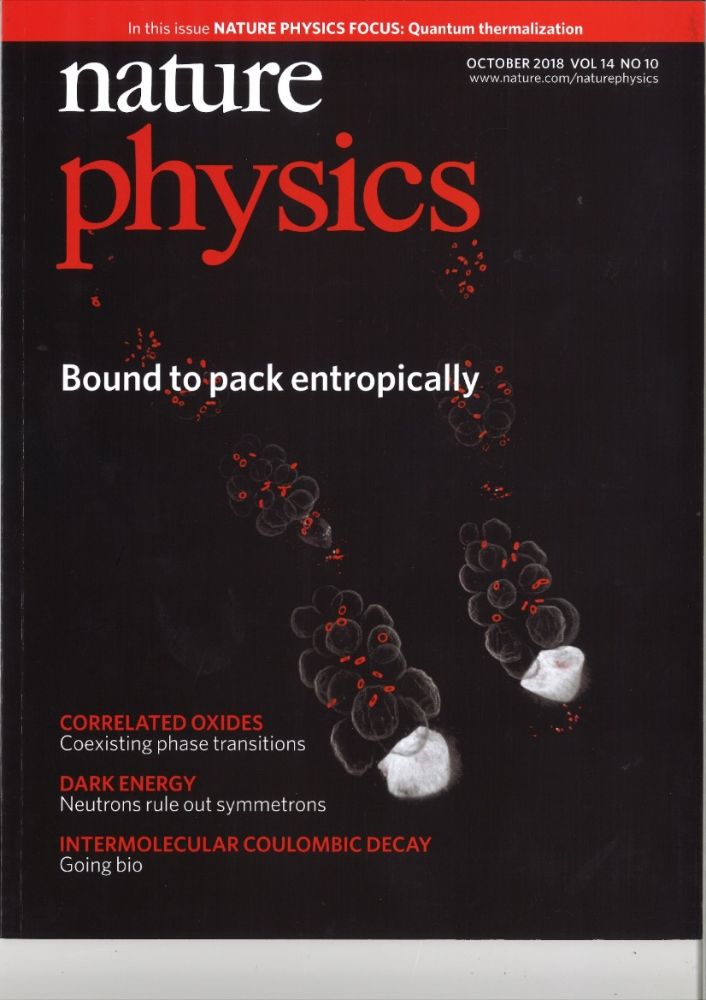 In this issue NATURE PHYSICS FOCUS: Quantum thermalization
nature
OCTOBER 2018 VOL 14 NO 10
www.nature.com/naturephysics
physics
Bound to pack entropically
CORRELATED OXIDES
Coexisting phase transitions
DARK ENERGY
Neutrons rule out symmetrons
INTERMOLECULAR COULOMBIC DECAY
Going bio